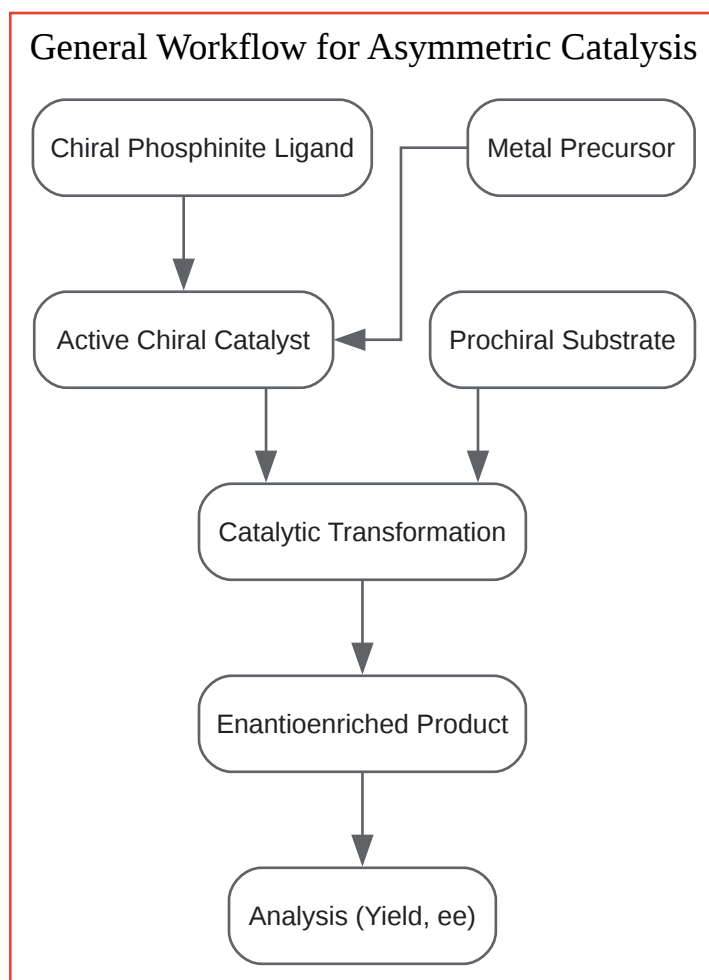 General Workflow for Asymmetric Catalysis
Chiral Phosphinite Ligand
Metal Precursor
Active Chiral Catalyst
Prochiral Substrate
Catalytic Transformation
Enantioenriched Product
Analysis (Yield, ee)